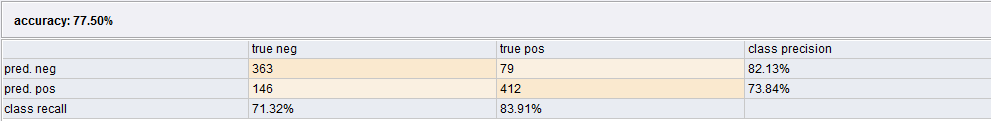 accuracy: 77.50%
true neg true pos class precision
pred. neg 363 79 82.13%
pred. pos 146 412 73.84%
class recall 71.32% 83.91%